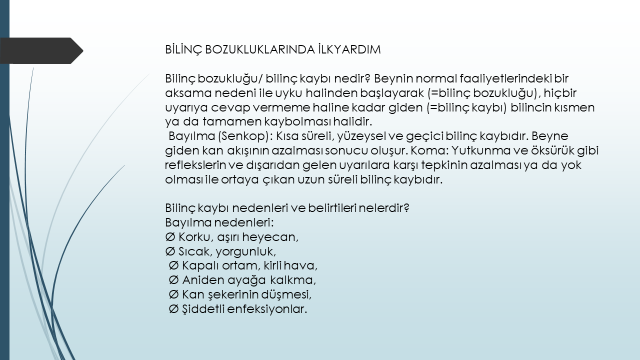 BİLİNÇ BOZUKLUKLARINDA İLKYARDIM
Bilinç bozukluğu/ bilinç kaybı nedir? Beynin normal faaliyetlerindeki bir
aksama nedeni ile uyku halinden başlayarak (=bilinç bozukluğu), hiçbir
uyarıya cevap vermeme haline kadar giden (=bilinç kaybı) bilincin kısmen
ya da tamamen kaybolması halidir.
Bayılma (Senkop): Kısa süreli, yüzeysel ve geçici bilinç kaybıdır. Beyne
giden kan akışının azalması sonucu oluşur. Koma: Yutkunma ve öksürük gibi
reflekslerin ve dışarıdan gelen uyarılara karşı tepkinin azalması ya da yok
olması ile ortaya çıkan uzun süreli bilinç kaybıdır.
Bilinç kaybı nedenleri ve belirtileri nelerdir?
Bayılma nedenleri:
Ø Korku, aşırı heyecan,
Ø Sıcak, yorgunluk,
Ø Kapalı ortam, kirli hava,
Ø Aniden ayağa kalkma,
Ø Kan şekerinin düşmesi,
Ø Şiddetli enfeksiyonlar.